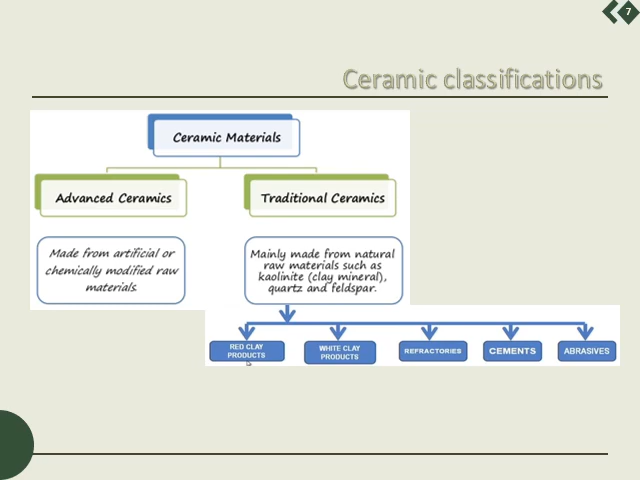 7
Ceramic classifications
Ceramic Materials
Advanced Ceramics
Traditional Ceramics
Made from artificial or
chemically modified raw
materials.
Mainly made from natural
raw materials such as
kaolinite (clay mineral),
quartz and feldspar.
RED CLAY
PRODUCTS
WHITE CLAY
PRODUCTS
REFRACTORIES
CEMENTS
ABRASIVES